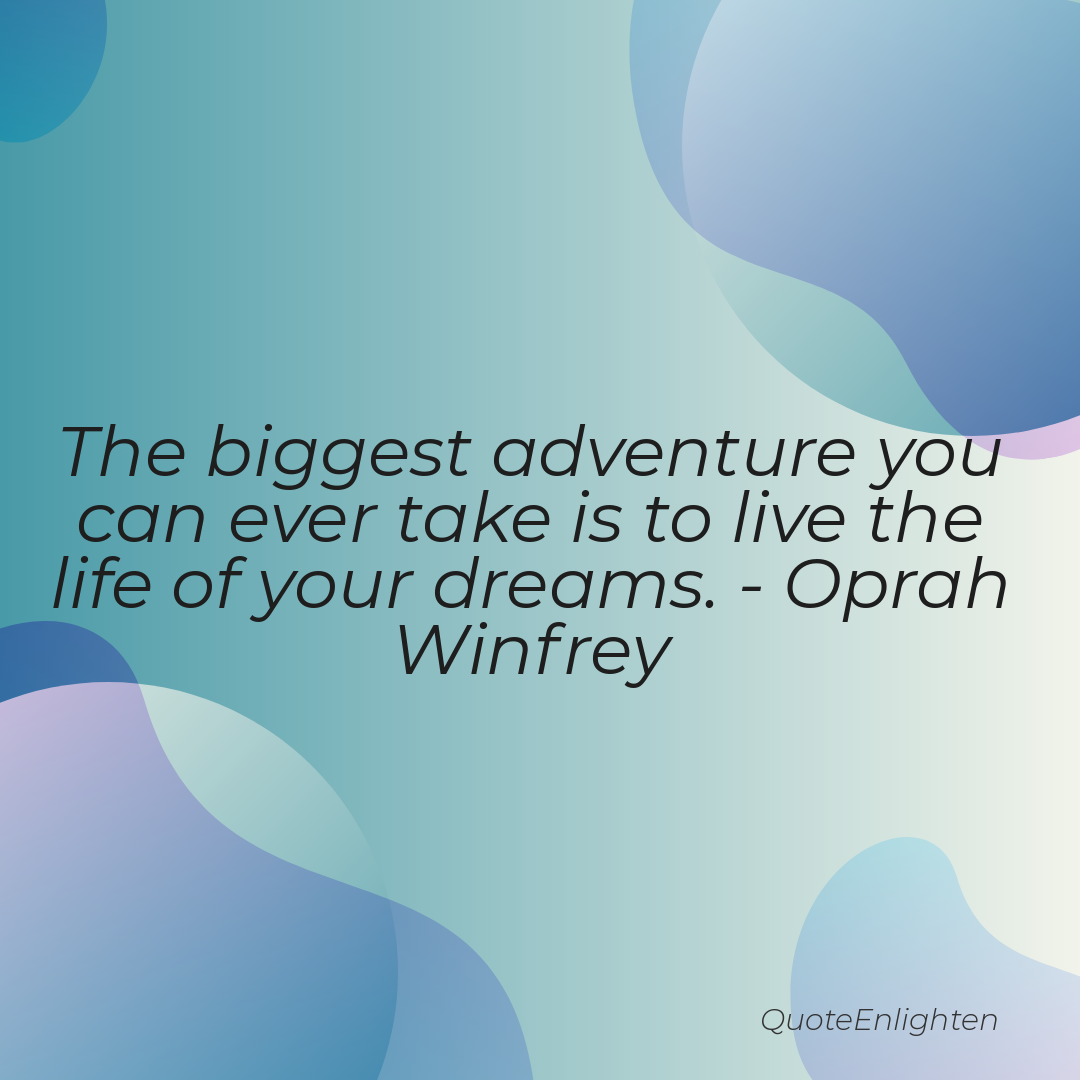 The biggest adventure you
can ever take is to live the
life of your dreams. - Oprah
Winfrey
QuoteEnlighten